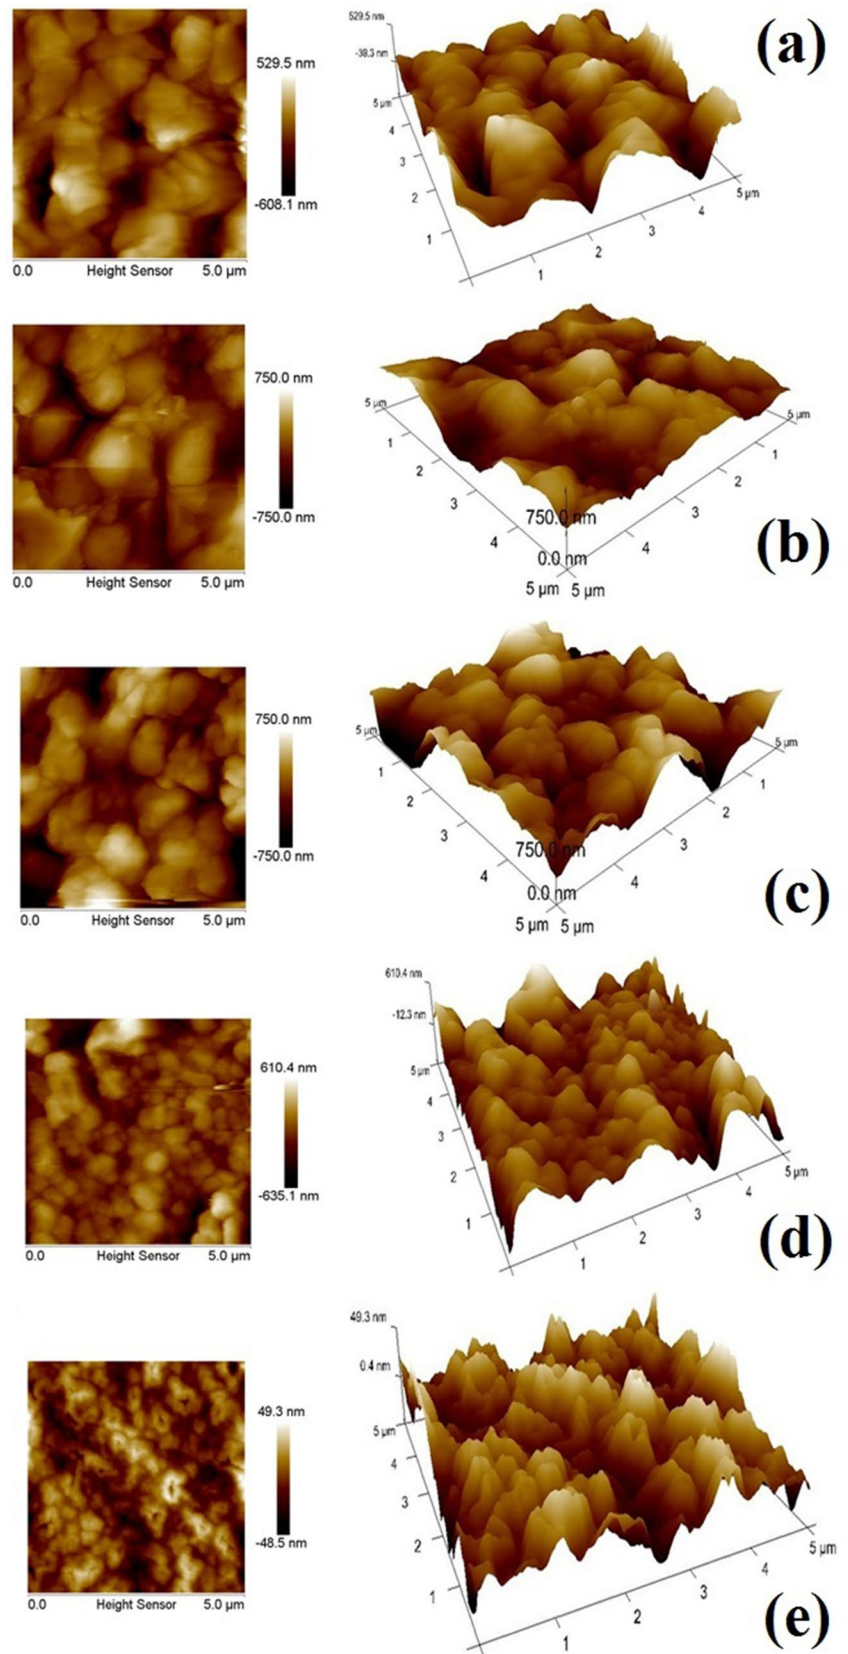 529.5 nm
-608.1 nm
0.0 Height Sensor 5.0 µm
529.5 nm
-39.3 nm
5 µm
4
3
2
1
1
2
3
4
5 µm
(a)
750.0 nm
-750.0 nm
0.0 Height Sensor 5.0 µm
5 µm
1
2
3
4
5 µm
1
2
3
4
750.0 nm
0.0 nm
5 µm 5 µm
(b)
750.0 nm
-750.0 nm
0.0 Height Sensor 5.0 µm
5 µm
1
2
3
4
5 µm
1
2
3
4
750.0 nm
0.0 nm
5 µm 5 µm
(c)
610.4 nm
-635.1 nm
0.0 Height Sensor 5.0 µm
610.4 nm
-12.3 nm
5 µm
4
3
2
1
1
2
3
4
5 µm
(d)
49.3 nm
-48.5 nm
0.0 Height Sensor 5.0 µm
49.3 nm
0.4 nm
5 µm
4
3
2
1
1
2
3
4
5 µm
(e)